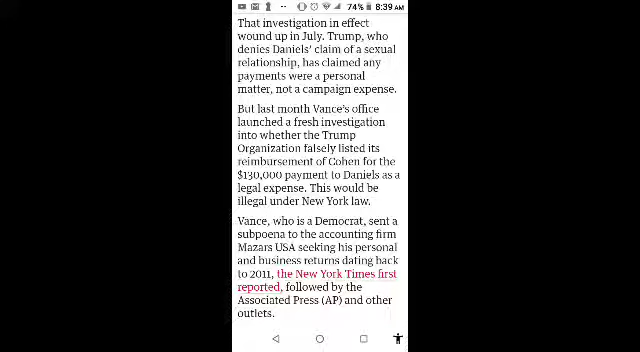 74% 8:39 AM
That investigation in effect
wound up in July. Trump, who
denies Daniels' claim of a sexual
relationship, has claimed any
payments were a personal
matter, not a campaign expense.
But last month Vance's office
launched a fresh investigation
into whether the Trump
Organization falsely listed its
reimbursement of Cohen for the
$130,000 payment to Daniels as a
legal expense. This would be
illegal under New York law.
Vance, who is a Democrat, sent a
subpoena to the accounting firm
Mazars USA seeking his personal
and business returns dating back
to 2011, the New York Times first
reported, followed by the
Associated Press (AP) and other
outlets.